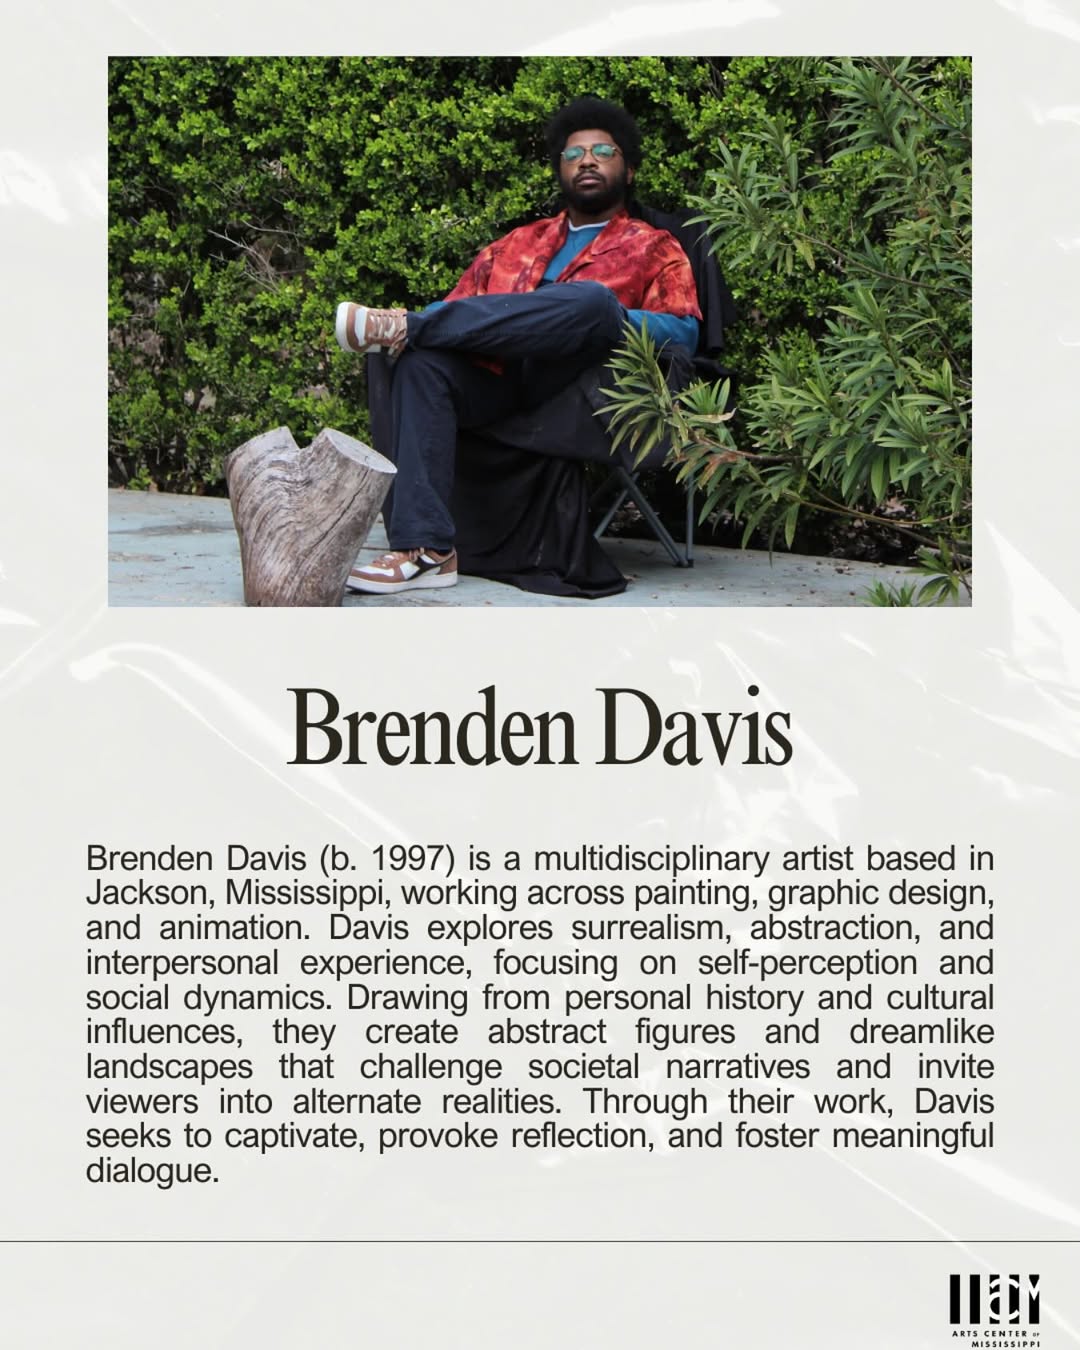 Brenden Davis
Brenden Davis (b. 1997) is a multidisciplinary artist based in
Jackson, Mississippi, working across painting, graphic design,
and animation. Davis explores surrealism, abstraction, and
interpersonal experience, focusing on self-perception and
social dynamics. Drawing from personal history and cultural
influences, they create abstract figures and dreamlike
landscapes that challenge societal narratives and invite
viewers into alternate realities. Through their work, Davis
seeks to captivate, provoke reflection, and foster meaningful
dialogue.
acm
ARTS CENTER OF
MISSISSIPPI